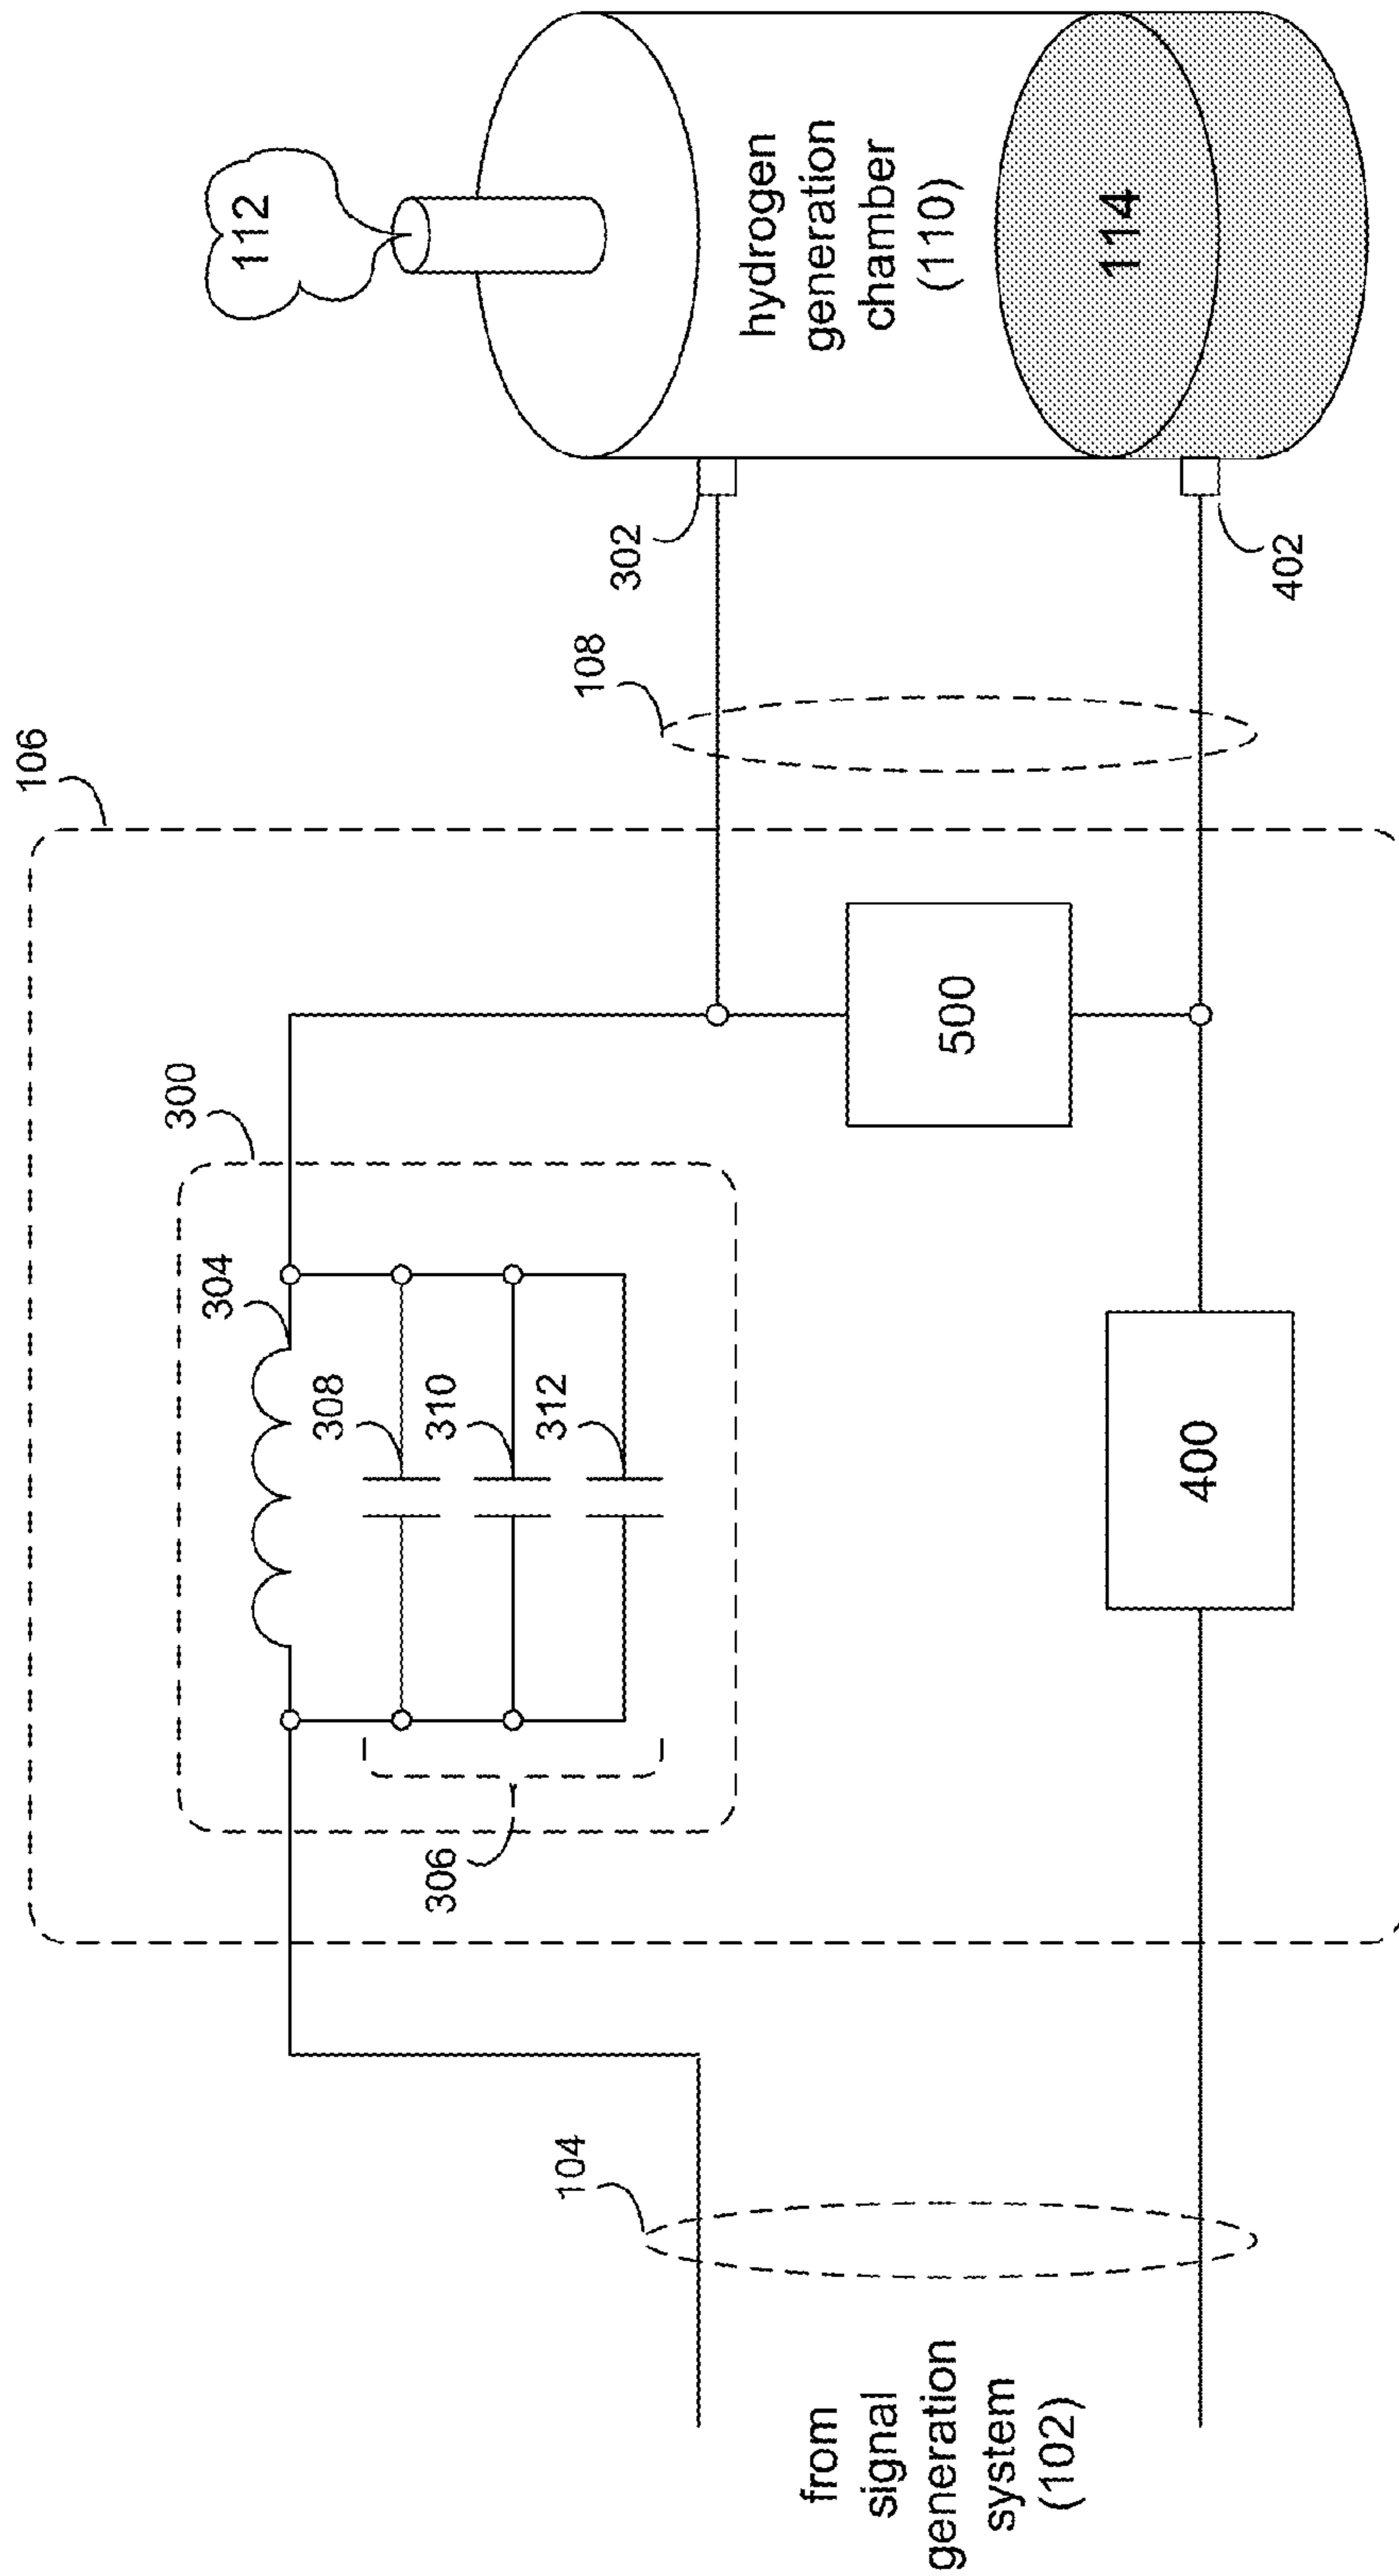 106
112
300
304
308
310
312
306
108
302
hydrogen
generation
chamber
(110)
114
104
500
402
400
from
signal
generation
system
(102)